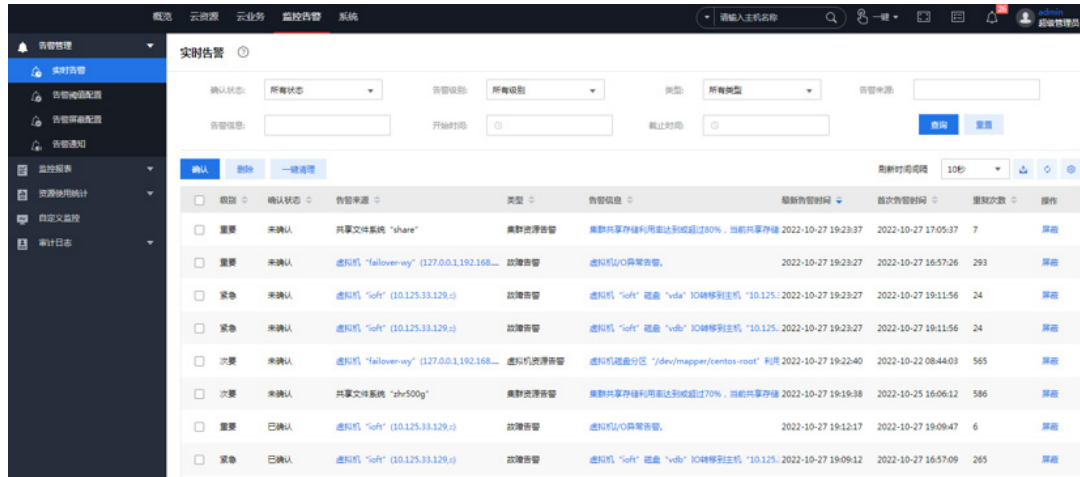 概览 云资源 云业务 监控告警 系统 请输入主机名称 一键 26 admin
超级管理员
告警管理
实时告警
告警阈值配置
告警屏蔽配置
告警通知
监控报表
资源使用统计
自定义监控
审计日志
实时告警
确认状态: 所有状态 告警级别: 所有级别 类型: 所有类型 告警来源:
告警信息: 开始时间: 截止时间: 查询 重置
确认 删除 一键清理 刷新时间间隔 10秒
级别 确认状态 告警来源 类型 告警信息 最新告警时间 首次告警时间 重复次数 操作
重要 未确认 共享文件系统 "share" 集群资源告警 集群共享存储利用率达到或超过80%，当前共享存储 2022-10-27 19:23:37 2022-10-27 17:05:37 7 屏蔽
重要 未确认 虚拟机 "failover-wy" (127.0.0.1,192.168.... 故障告警 虚拟机I/O异常告警。 2022-10-27 19:23:27 2022-10-27 16:57:26 293 屏蔽
紧急 未确认 虚拟机 "ioft" (10.125.33.129,::) 故障告警 虚拟机 "ioft" 磁盘 "vda" IO转移到主机 "10.125.: 2022-10-27 19:23:27 2022-10-27 19:11:56 24 屏蔽
紧急 未确认 虚拟机 "ioft" (10.125.33.129,::) 故障告警 虚拟机 "ioft" 磁盘 "vdb" IO转移到主机 "10.125.. 2022-10-27 19:23:27 2022-10-27 19:11:56 24 屏蔽
次要 未确认 虚拟机 "failover-wy" (127.0.0.1,192.168.... 虚拟机资源告警 虚拟机磁盘分区 "/dev/mapper/centos-root" 利用 2022-10-27 19:22:40 2022-10-22 08:44:03 565 屏蔽
次要 未确认 共享文件系统 "zhr500g" 集群资源告警 集群共享存储利用率达到或超过70%，当前共享存储 2022-10-27 19:19:38 2022-10-25 16:06:12 586 屏蔽
重要 已确认 虚拟机 "ioft" (10.125.33.129,::) 故障告警 虚拟机I/O异常告警。 2022-10-27 19:12:17 2022-10-27 19:09:47 6 屏蔽
紧急 已确认 虚拟机 "ioft" (10.125.33.129,::) 故障告警 虚拟机 "ioft" 磁盘 "vdb" IO转移到主机 "10.125.. 2022-10-27 19:09:12 2022-10-27 16:57:09 265 屏蔽